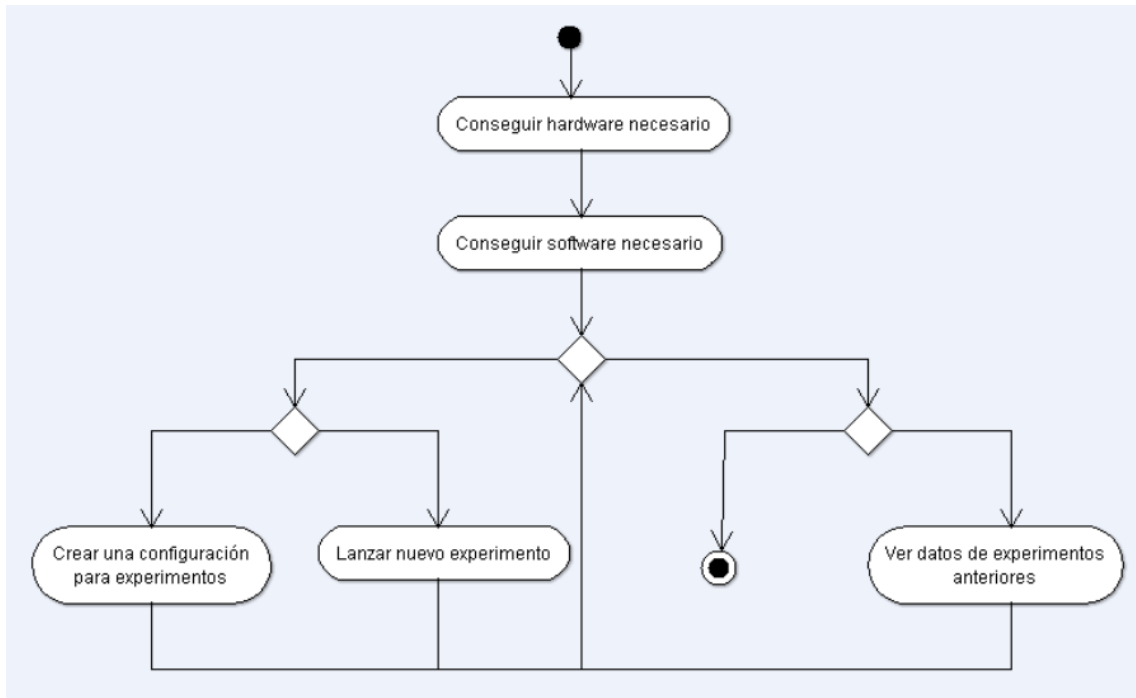 Conseguir hardware necesario
Conseguir software necesario
Crear una configuración
para experimentos
Lanzar nuevo experimento
Ver datos de experimentos
anteriores